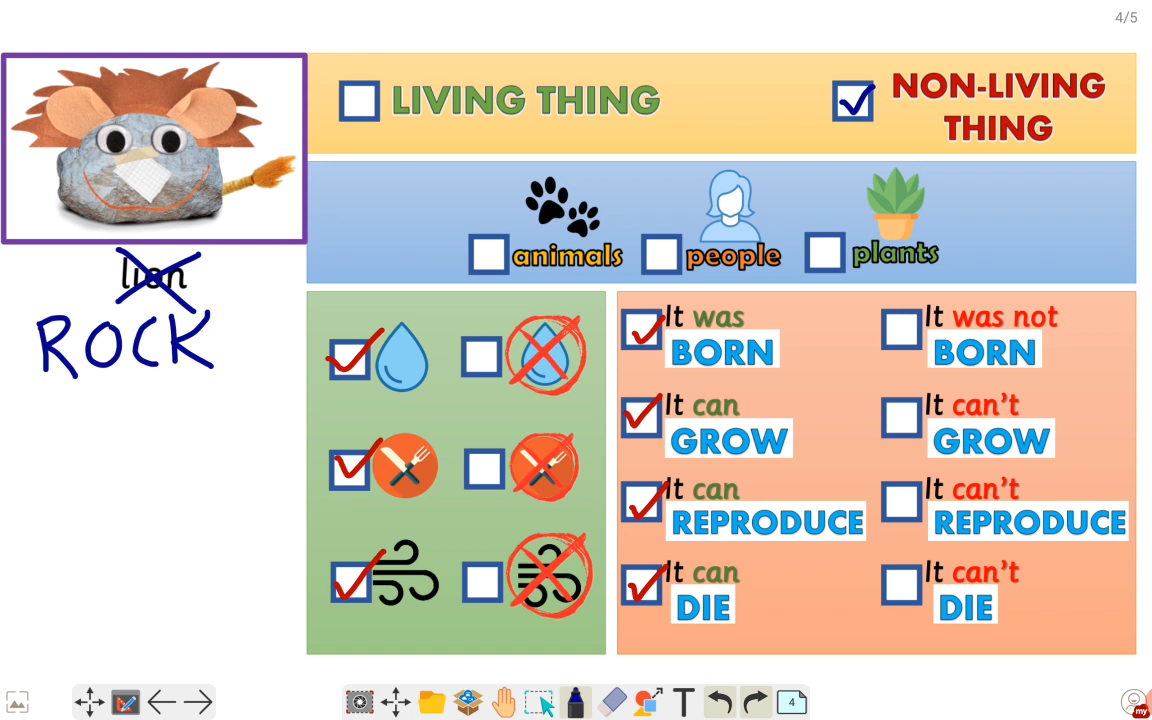 4/5
LIVING THING
NON-LIVING
THING
lion
ROCK
animals
people
plants
It was
BORN
It was not
BORN
It can
GROW
It can't
GROW
It can
REPRODUCE
It can't
REPRODUCE
It can
DIE
It can't
DIE
T
4
my